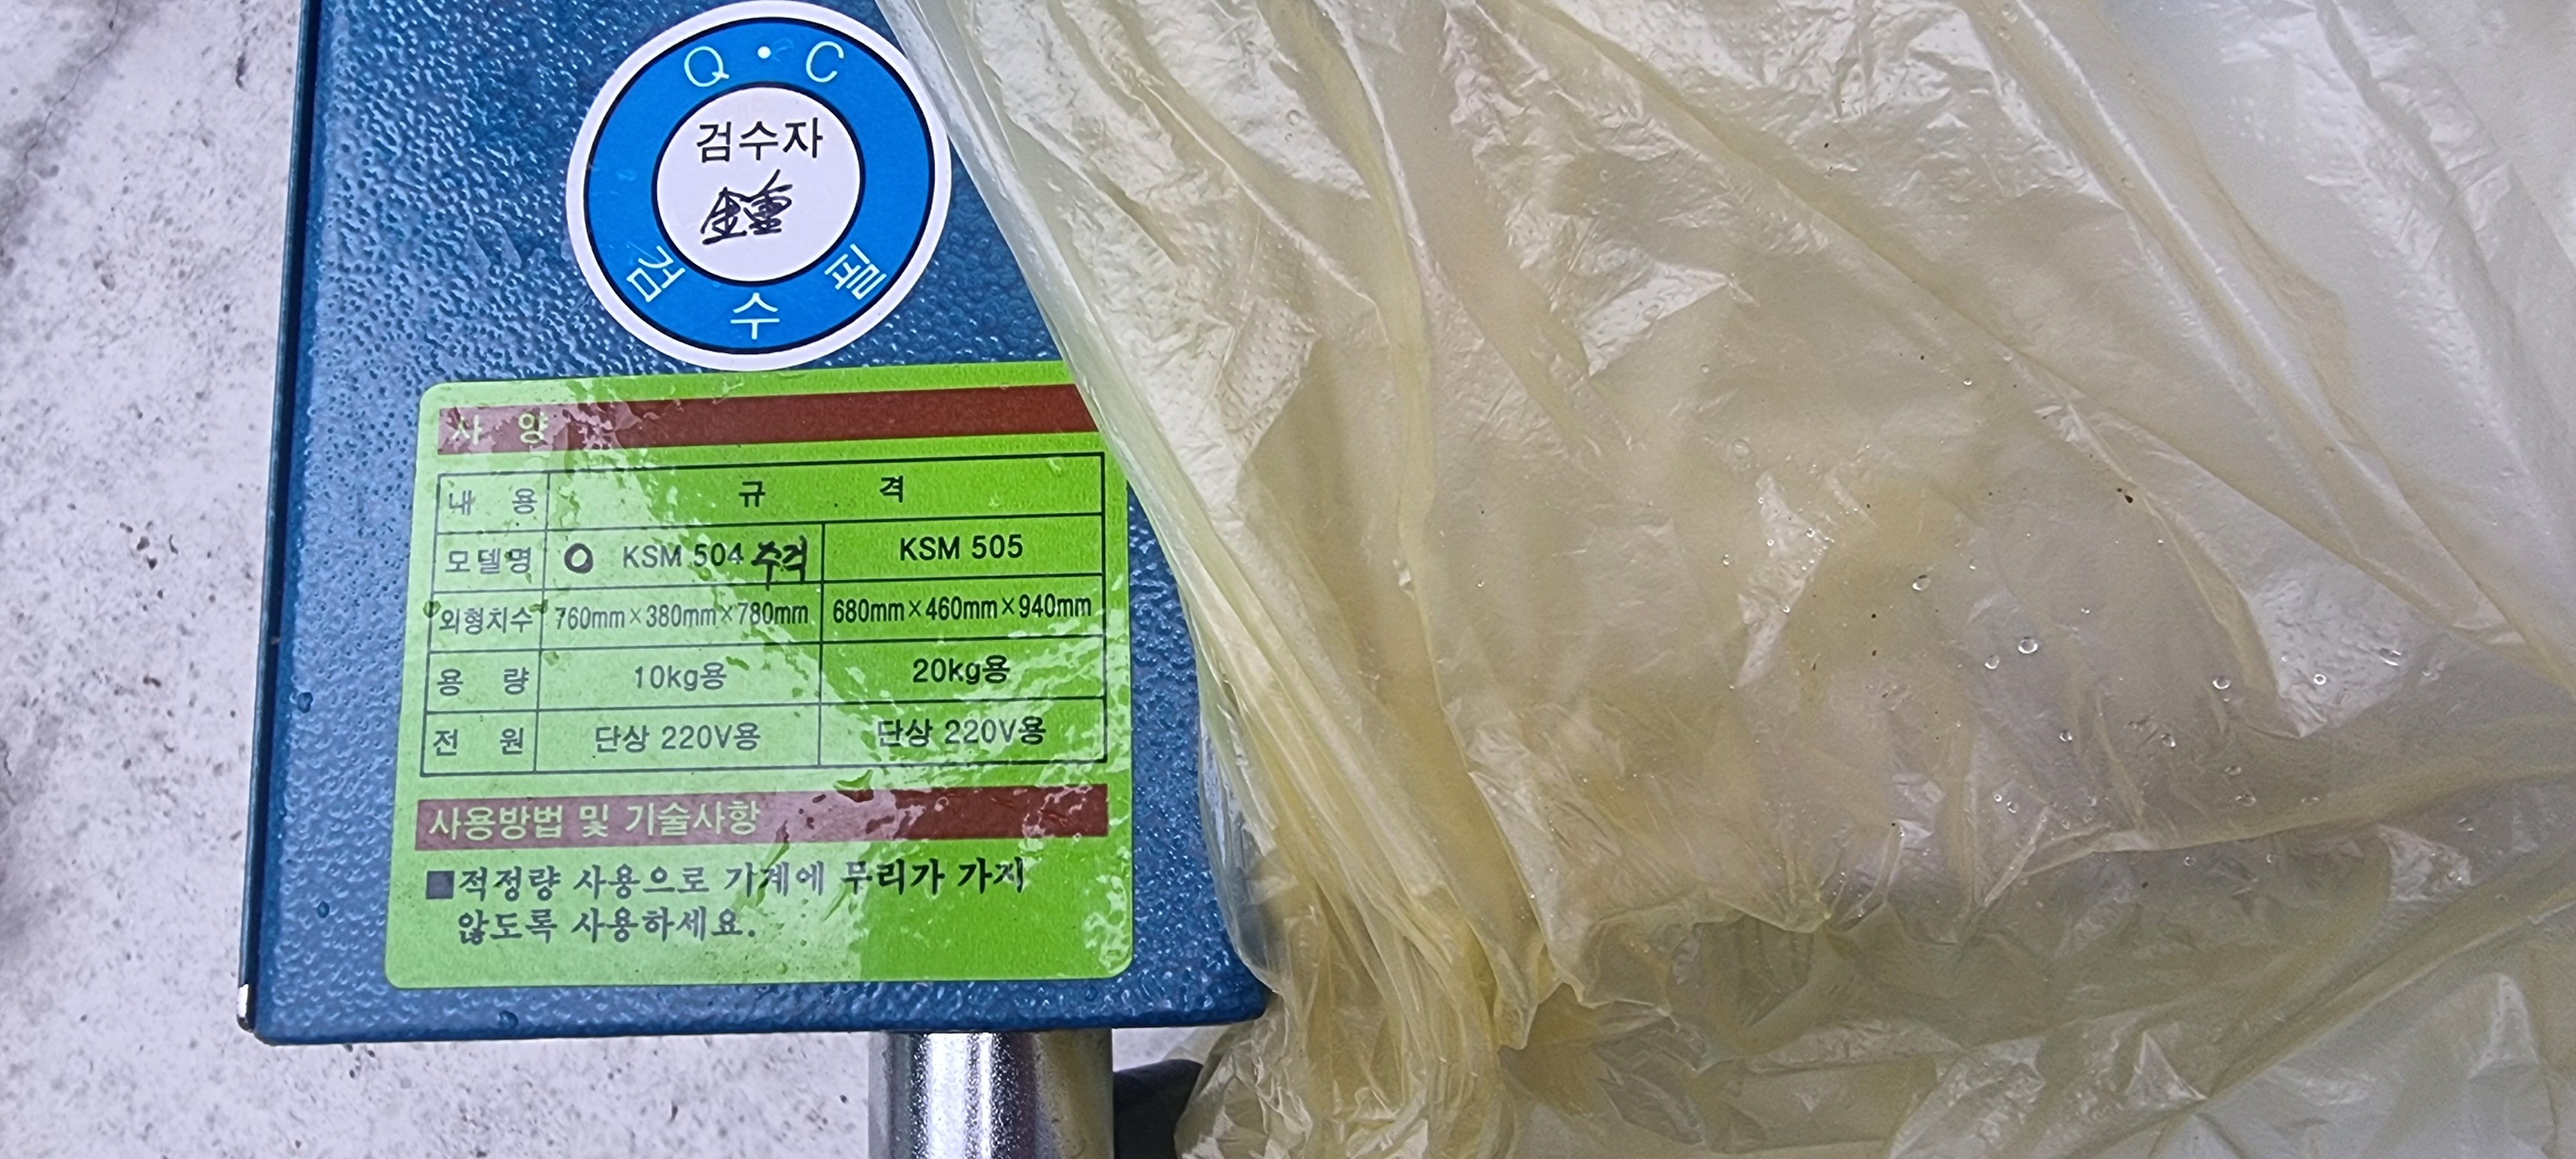 Q·C
검수자
검수필
사 양
내 용 규 격
모델명 O KSM 504 수직 KSM 505
외형치수 760mm×380mm×780mm 680mm×460mm×940mm
용 량 10kg용 20kg용
전 원 단상 220V용 단상 220V용
사용방법 및 기술사항
■적정량 사용으로 기계에 무리가 가지
않도록 사용하세요.